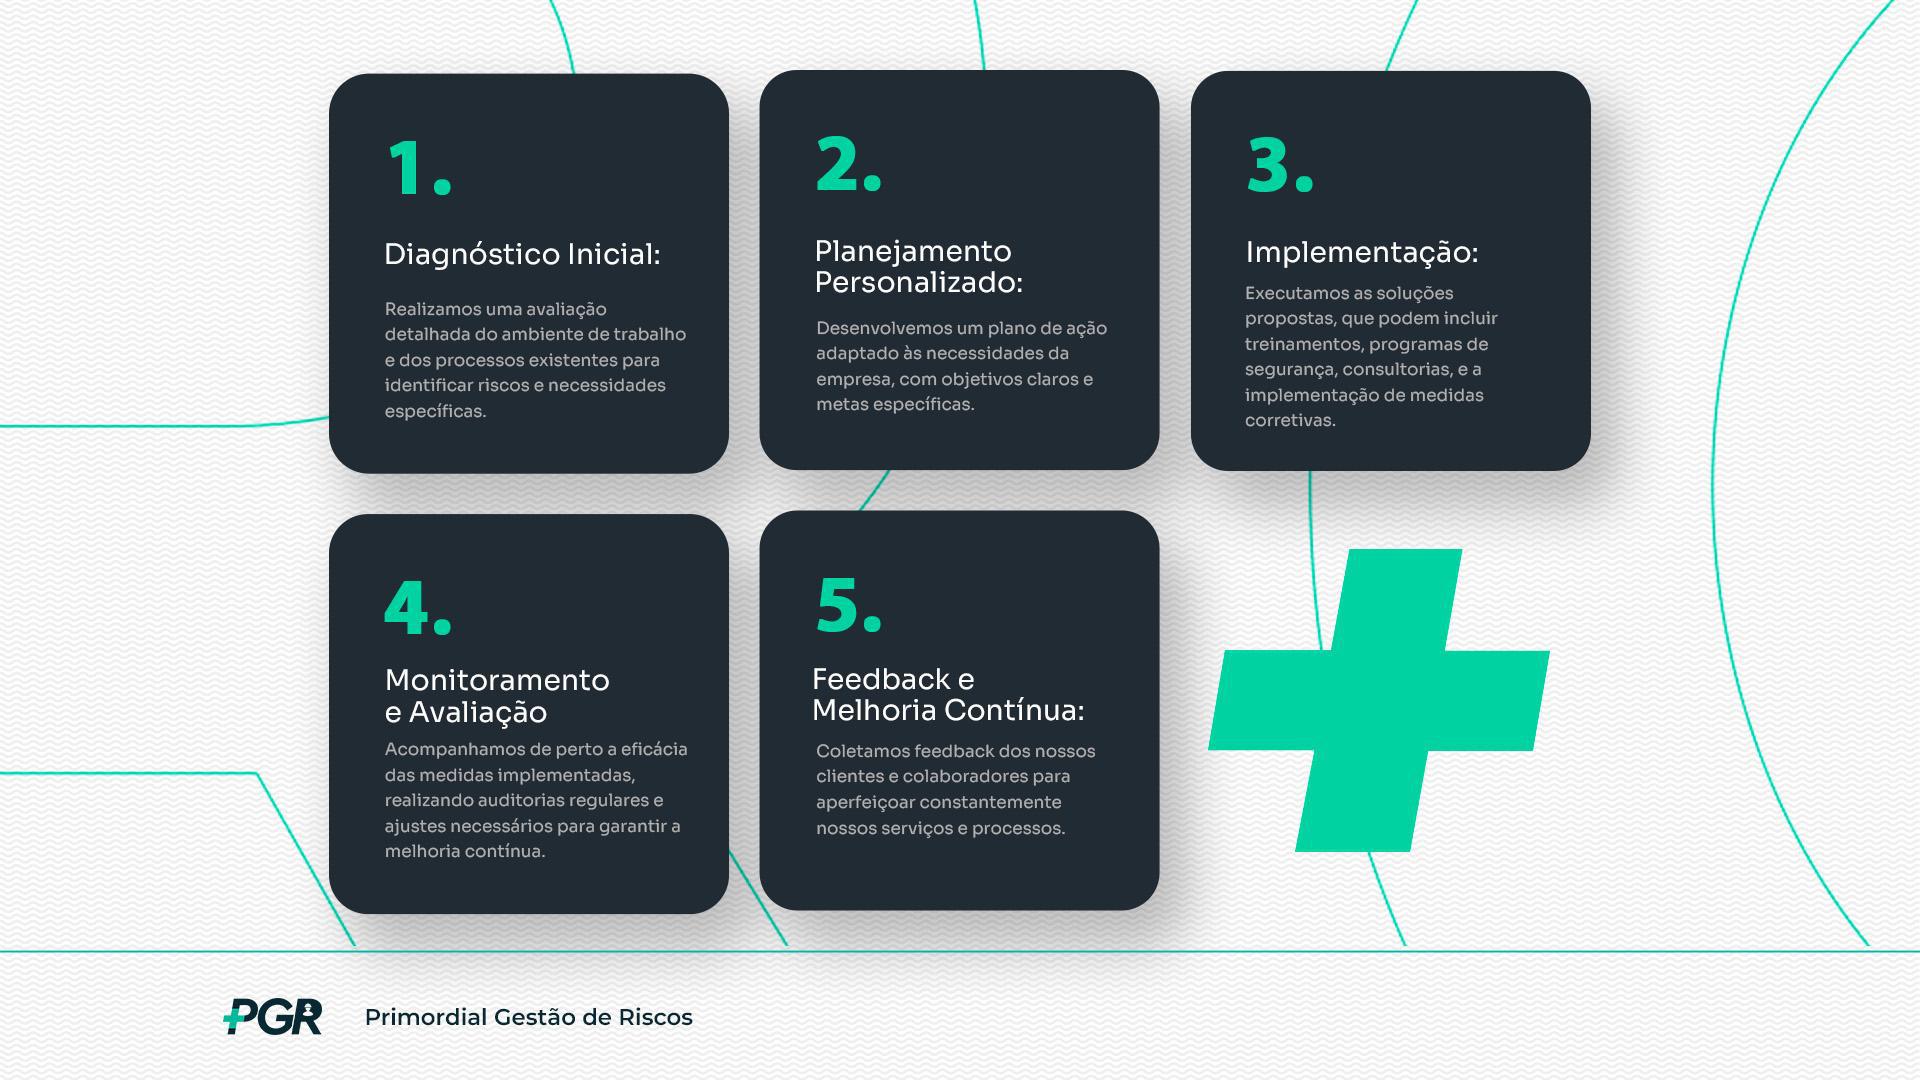 1.
Diagnóstico Inicial:
Realizamos uma avaliação
detalhada do ambiente de trabalho
e dos processos existentes para
identificar riscos e necessidades
específicas.
2.
Planejamento
Personalizado:
Desenvolvemos um plano de ação
adaptado às necessidades da
empresa, com objetivos claros e
metas específicas.
3.
Implementação:
Executamos as soluções
propostas, que podem incluir
treinamentos, programas de
segurança, consultorias, e a
implementação de medidas
corretivas.
4.
Monitoramento
e Avaliação
Acompanhamos de perto a eficácia
das medidas implementadas,
realizando auditorias regulares e
ajustes necessários para garantir a
melhoria contínua.
5.
Feedback e
Melhoria Contínua:
Coletamos feedback dos nossos
clientes e colaboradores para
aperfeiçoar constantemente
nossos serviços e processos.
PGR
Primordial Gestão de Riscos